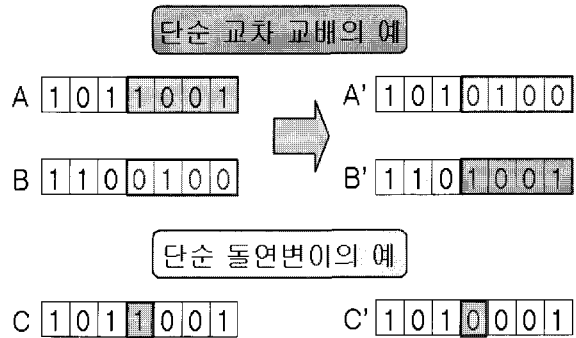 단순 교차 교배의 예
A 1 0 1 1 0 0 1
A' 1 0 1 0 1 0 0
B 1 1 0 0 1 0 0
B' 1 1 0 1 0 0 1
단순 돌연변이의 예
C 1 0 1 1 0 0 1
C' 1 0 1 0 0 0 1